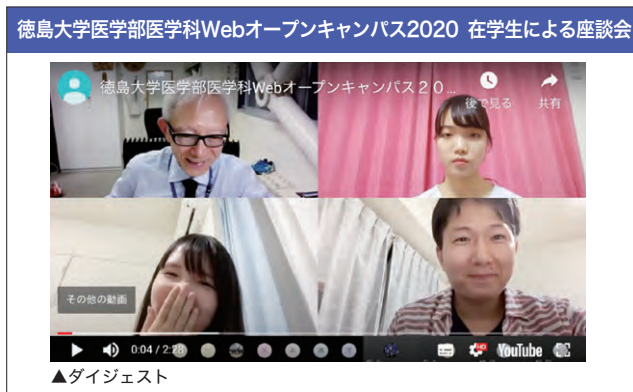 徳島大学医学部医学科Webオープンキャンパス2020 在学生による座談会
徳島大学医学部医学科Webオープンキャンパス２０...
後で見る
共有
その他の動画
0:04 / 2:28
HD
YouTube
▲ダイジェスト